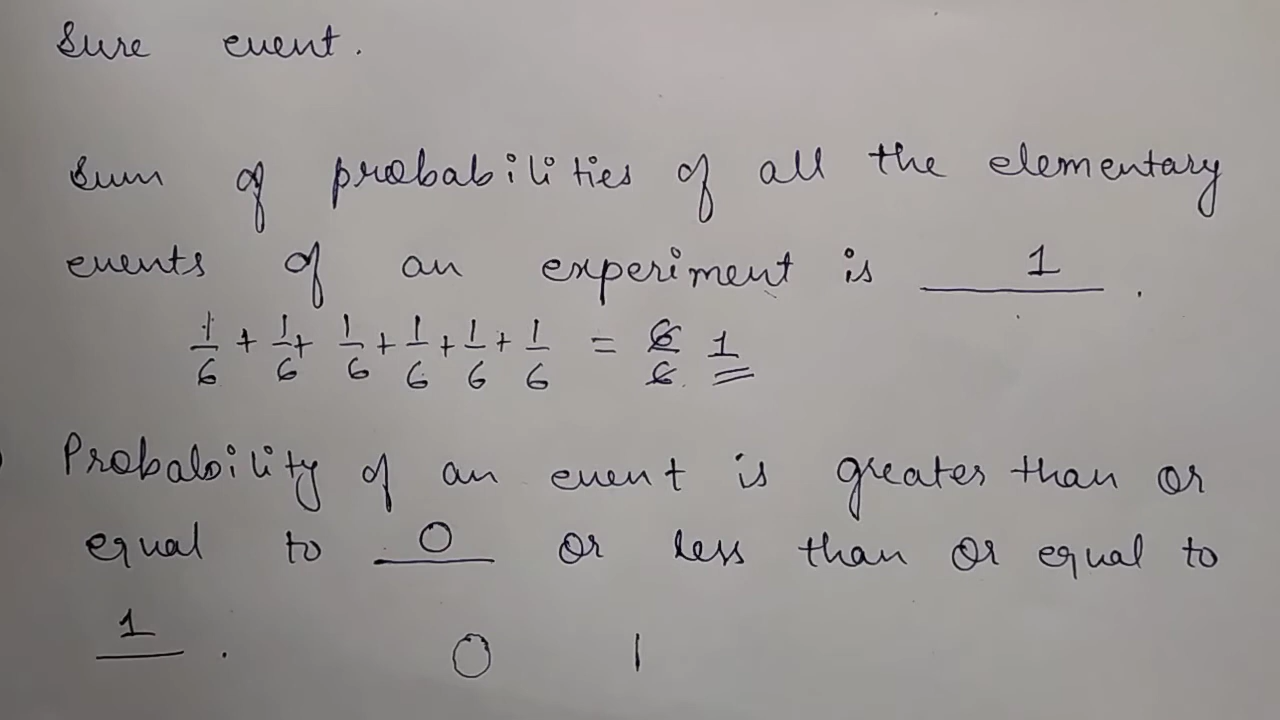 Sure event.
Sum of probabilities of all the elementary
events of an experiment is 1.
1/6 + 1/6 + 1/6 + 1/6 + 1/6 + 1/6 = 6/6 1
Probability of an event is greater than or
equal to 0 or less than or equal to
1.
0 1